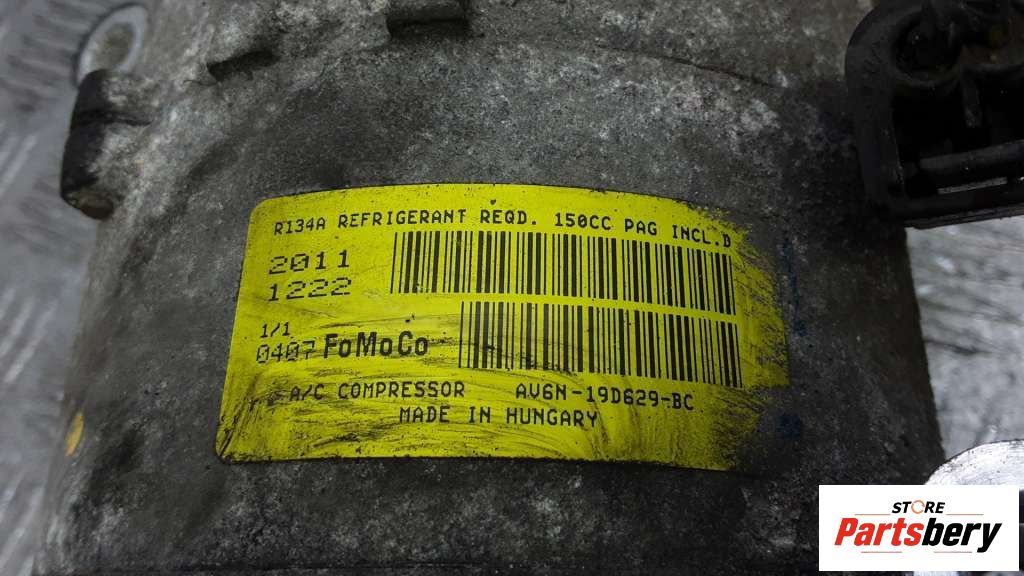 R134A REFRIGERANT REQD. 150CC PAG INCL.D
2011
1222
1/1
0407 FoMoCo
A/C COMPRESSOR AV6N-19D629-BC
MADE IN HUNGARY
STORE
Partsbery